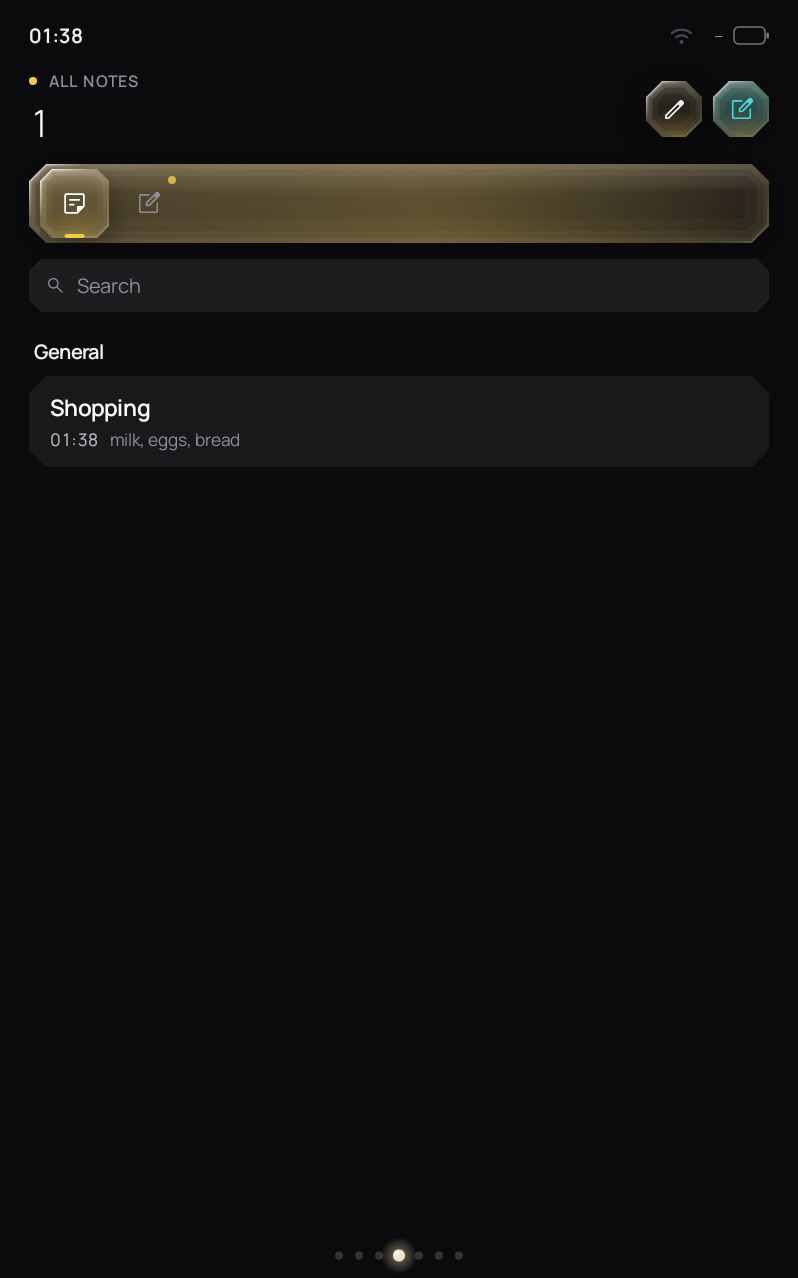 01:38
ALL NOTES
1
Search
General
Shopping
01:38 milk, eggs, bread